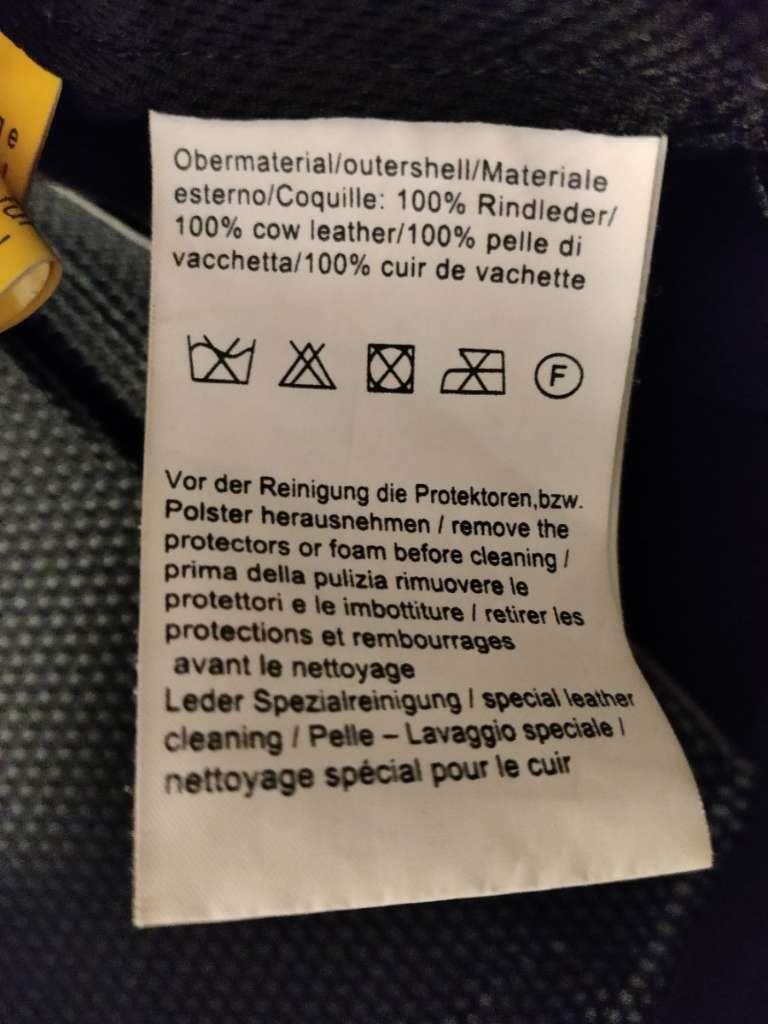 Obermaterial/outershell/Materiale
esterno/Coquille: 100% Rindleder/
100% cow leather/100% pelle di
vacchetta/100% cuir de vachette
F
Vor der Reinigung die Protektoren,bzw.
Polster herausnehmen / remove the
protectors or foam before cleaning /
prima della pulizia rimuovere le
protettori e le imbottiture / retirer les
protections et rembourrages
avant le nettoyage
Leder Spezialreinigung / special leather
cleaning / Pelle – Lavaggio speciale /
nettoyage spécial pour le cuir